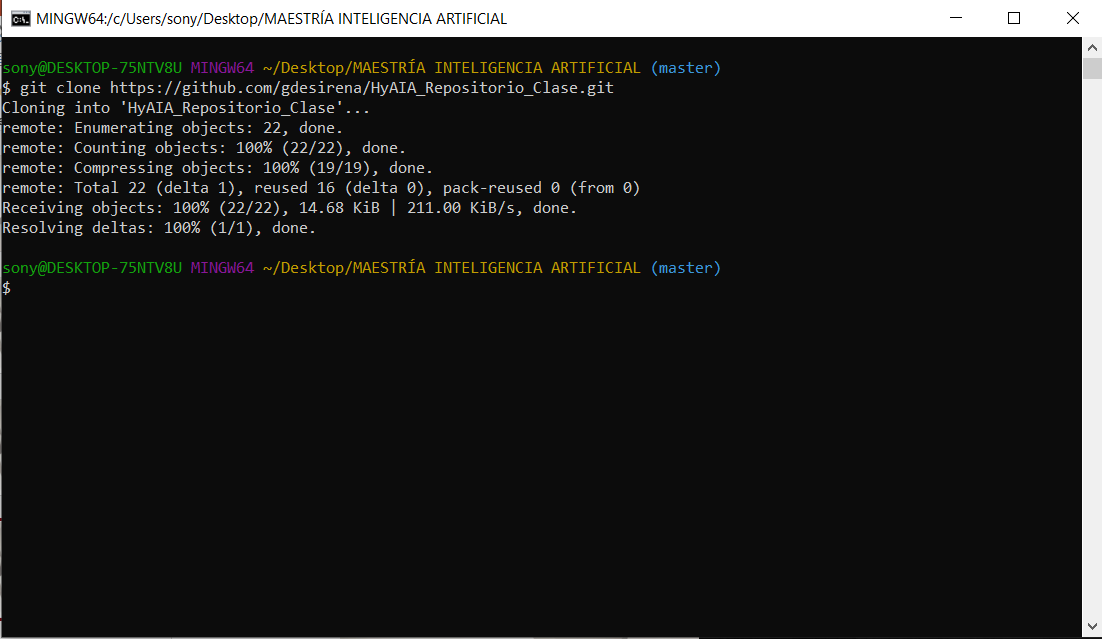 MINGW64:/c/Users/sony/Desktop/MAESTRÍA INTELIGENCIA ARTIFICIAL
sony@DESKTOP-75NTV8U MINGW64 ~/Desktop/MAESTRÍA INTELIGENCIA ARTIFICIAL (master)
$ git clone https://github.com/gdesirena/HyAIA_Repositorio_Clase.git
Cloning into 'HyAIA_Repositorio_Clase'...
remote: Enumerating objects: 22, done.
remote: Counting objects: 100% (22/22), done.
remote: Compressing objects: 100% (19/19), done.
remote: Total 22 (delta 1), reused 16 (delta 0), pack-reused 0 (from 0)
Receiving objects: 100% (22/22), 14.68 KiB | 211.00 KiB/s, done.
Resolving deltas: 100% (1/1), done.
sony@DESKTOP-75NTV8U MINGW64 ~/Desktop/MAESTRÍA INTELIGENCIA ARTIFICIAL (master)
$